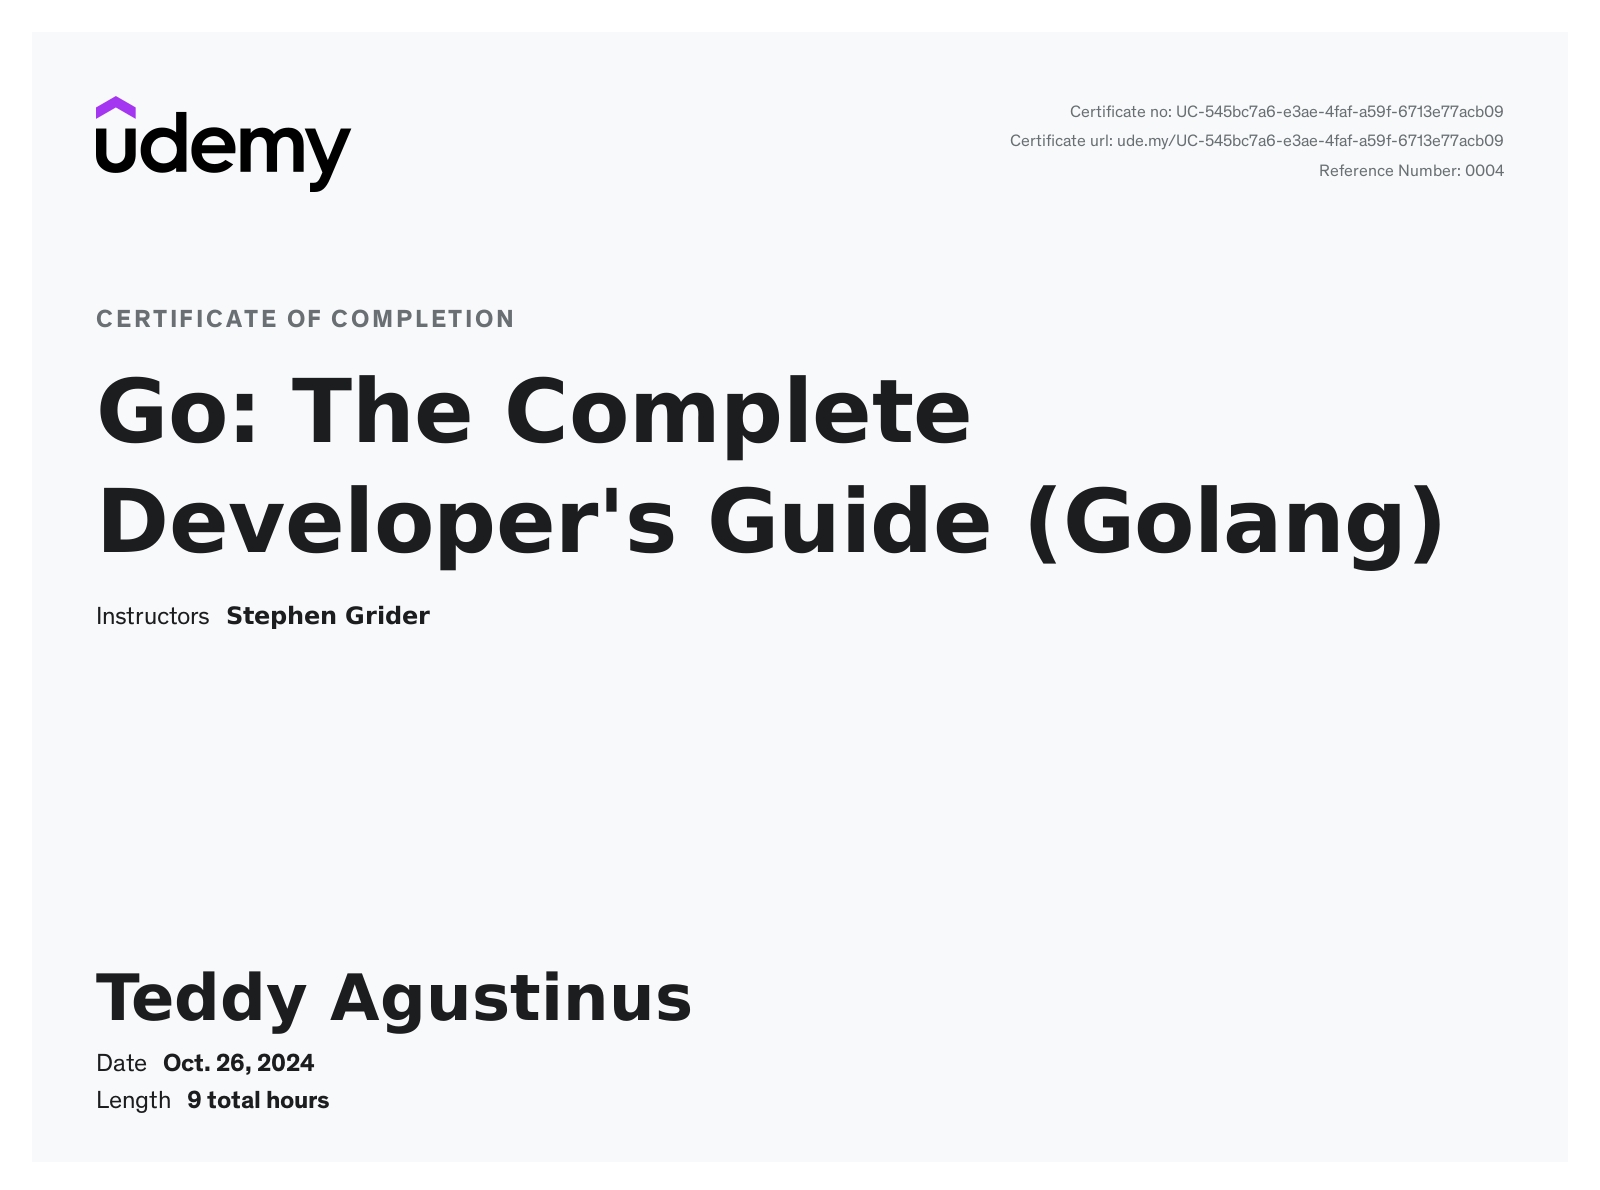 udemy
Certificate no: UC-545bc7a6-e3ae-4faf-a59f-6713e77acb09
Certificate url: ude.my/UC-545bc7a6-e3ae-4faf-a59f-6713e77acb09
Reference Number: 0004
CERTIFICATE OF COMPLETION
Go: The Complete
Developer's Guide (Golang)
Instructors Stephen Grider
Teddy Agustinus
Date Oct. 26, 2024
Length 9 total hours